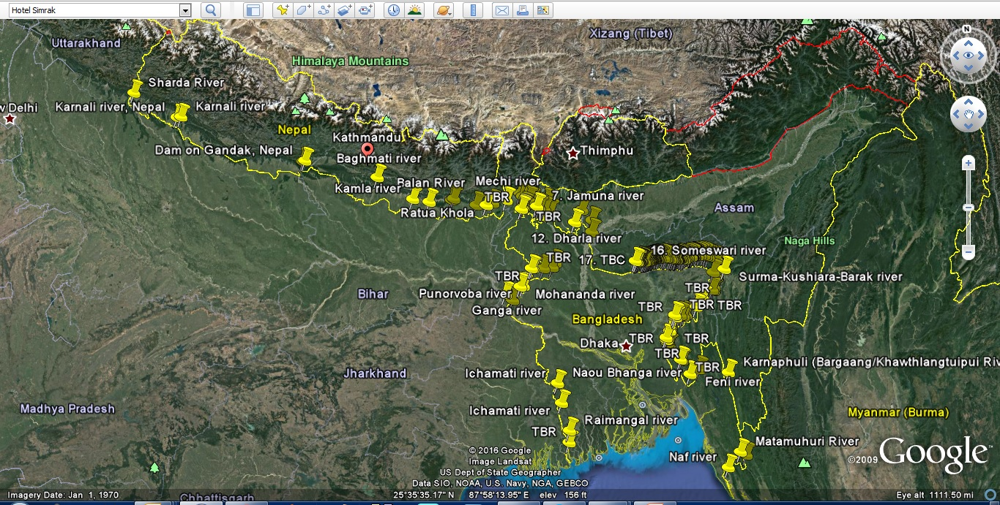 Hotel Simrak
Uttarakhand
Xizang (Tibet)
N
Himalaya Mountains
Sharda River
w Delhi
Karnali river, Nepal
Karnali river
Nepal
Kathmandu
Dam on Gandak, Nepal
Thimphu
Baghmati river
Balan River
Mechi river
Kamla river
TBR
7. Jamuna river
Assam
Ratua Khola
TBR
12. Dharla river
Naga Hills
16. Someswari river
TBR
17. TBC
TBR
Surma-Kushiara-Barak river
TBR
Bihar
Punorvoba river
Mohananda river
TBR
TBR
TBR
Ganga river
Bangladesh
Dhaka
TBR
TBR
TBR
Karnaphuli (Bargaang/Khawthlangtuipui Riv
TBR
Jharkhand
Ichamati river
Naou Bhanga river
Feni river
Madhya Pradesh
Ichamati river
Myanmar (Burma)
Raimangal river
TBR
Matamuhuri River
© 2016 Google
Image Landsat
Naf river
©2009 Google™
US Dept of State Geographer
Data SIO, NOAA, U.S. Navy, NGA, GEBCO
Imagery Date: Jan 1, 1970
25°35'35.17" N 87°58'13.95" E elev 156 ft
Eye alt 1111.50 mi
Chhattisgarh